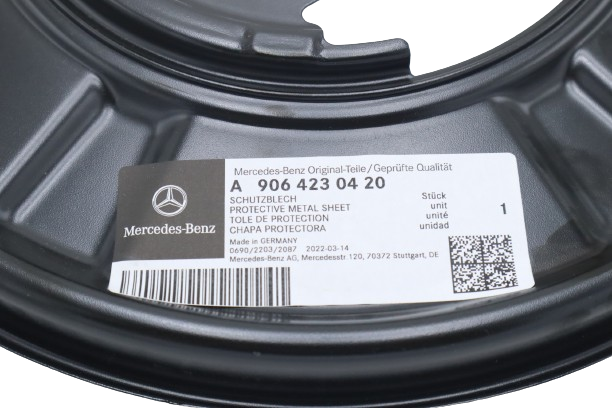 Mercedes-Benz Original-Teile/Geprüfte Qualität
A 906 423 04 20
SCHUTZBLECH
PROTECTIVE METAL SHEET
TOLE DE PROTECTION
CHAPA PROTECTORA
Stück
unit
unité
unidad
1
Mercedes-Benz
Made in GERMANY
0690/2203/2087 2022-03-14
Mercedes-Benz AG, Mercedesstr. 120, 70372 Stuttgart, DE